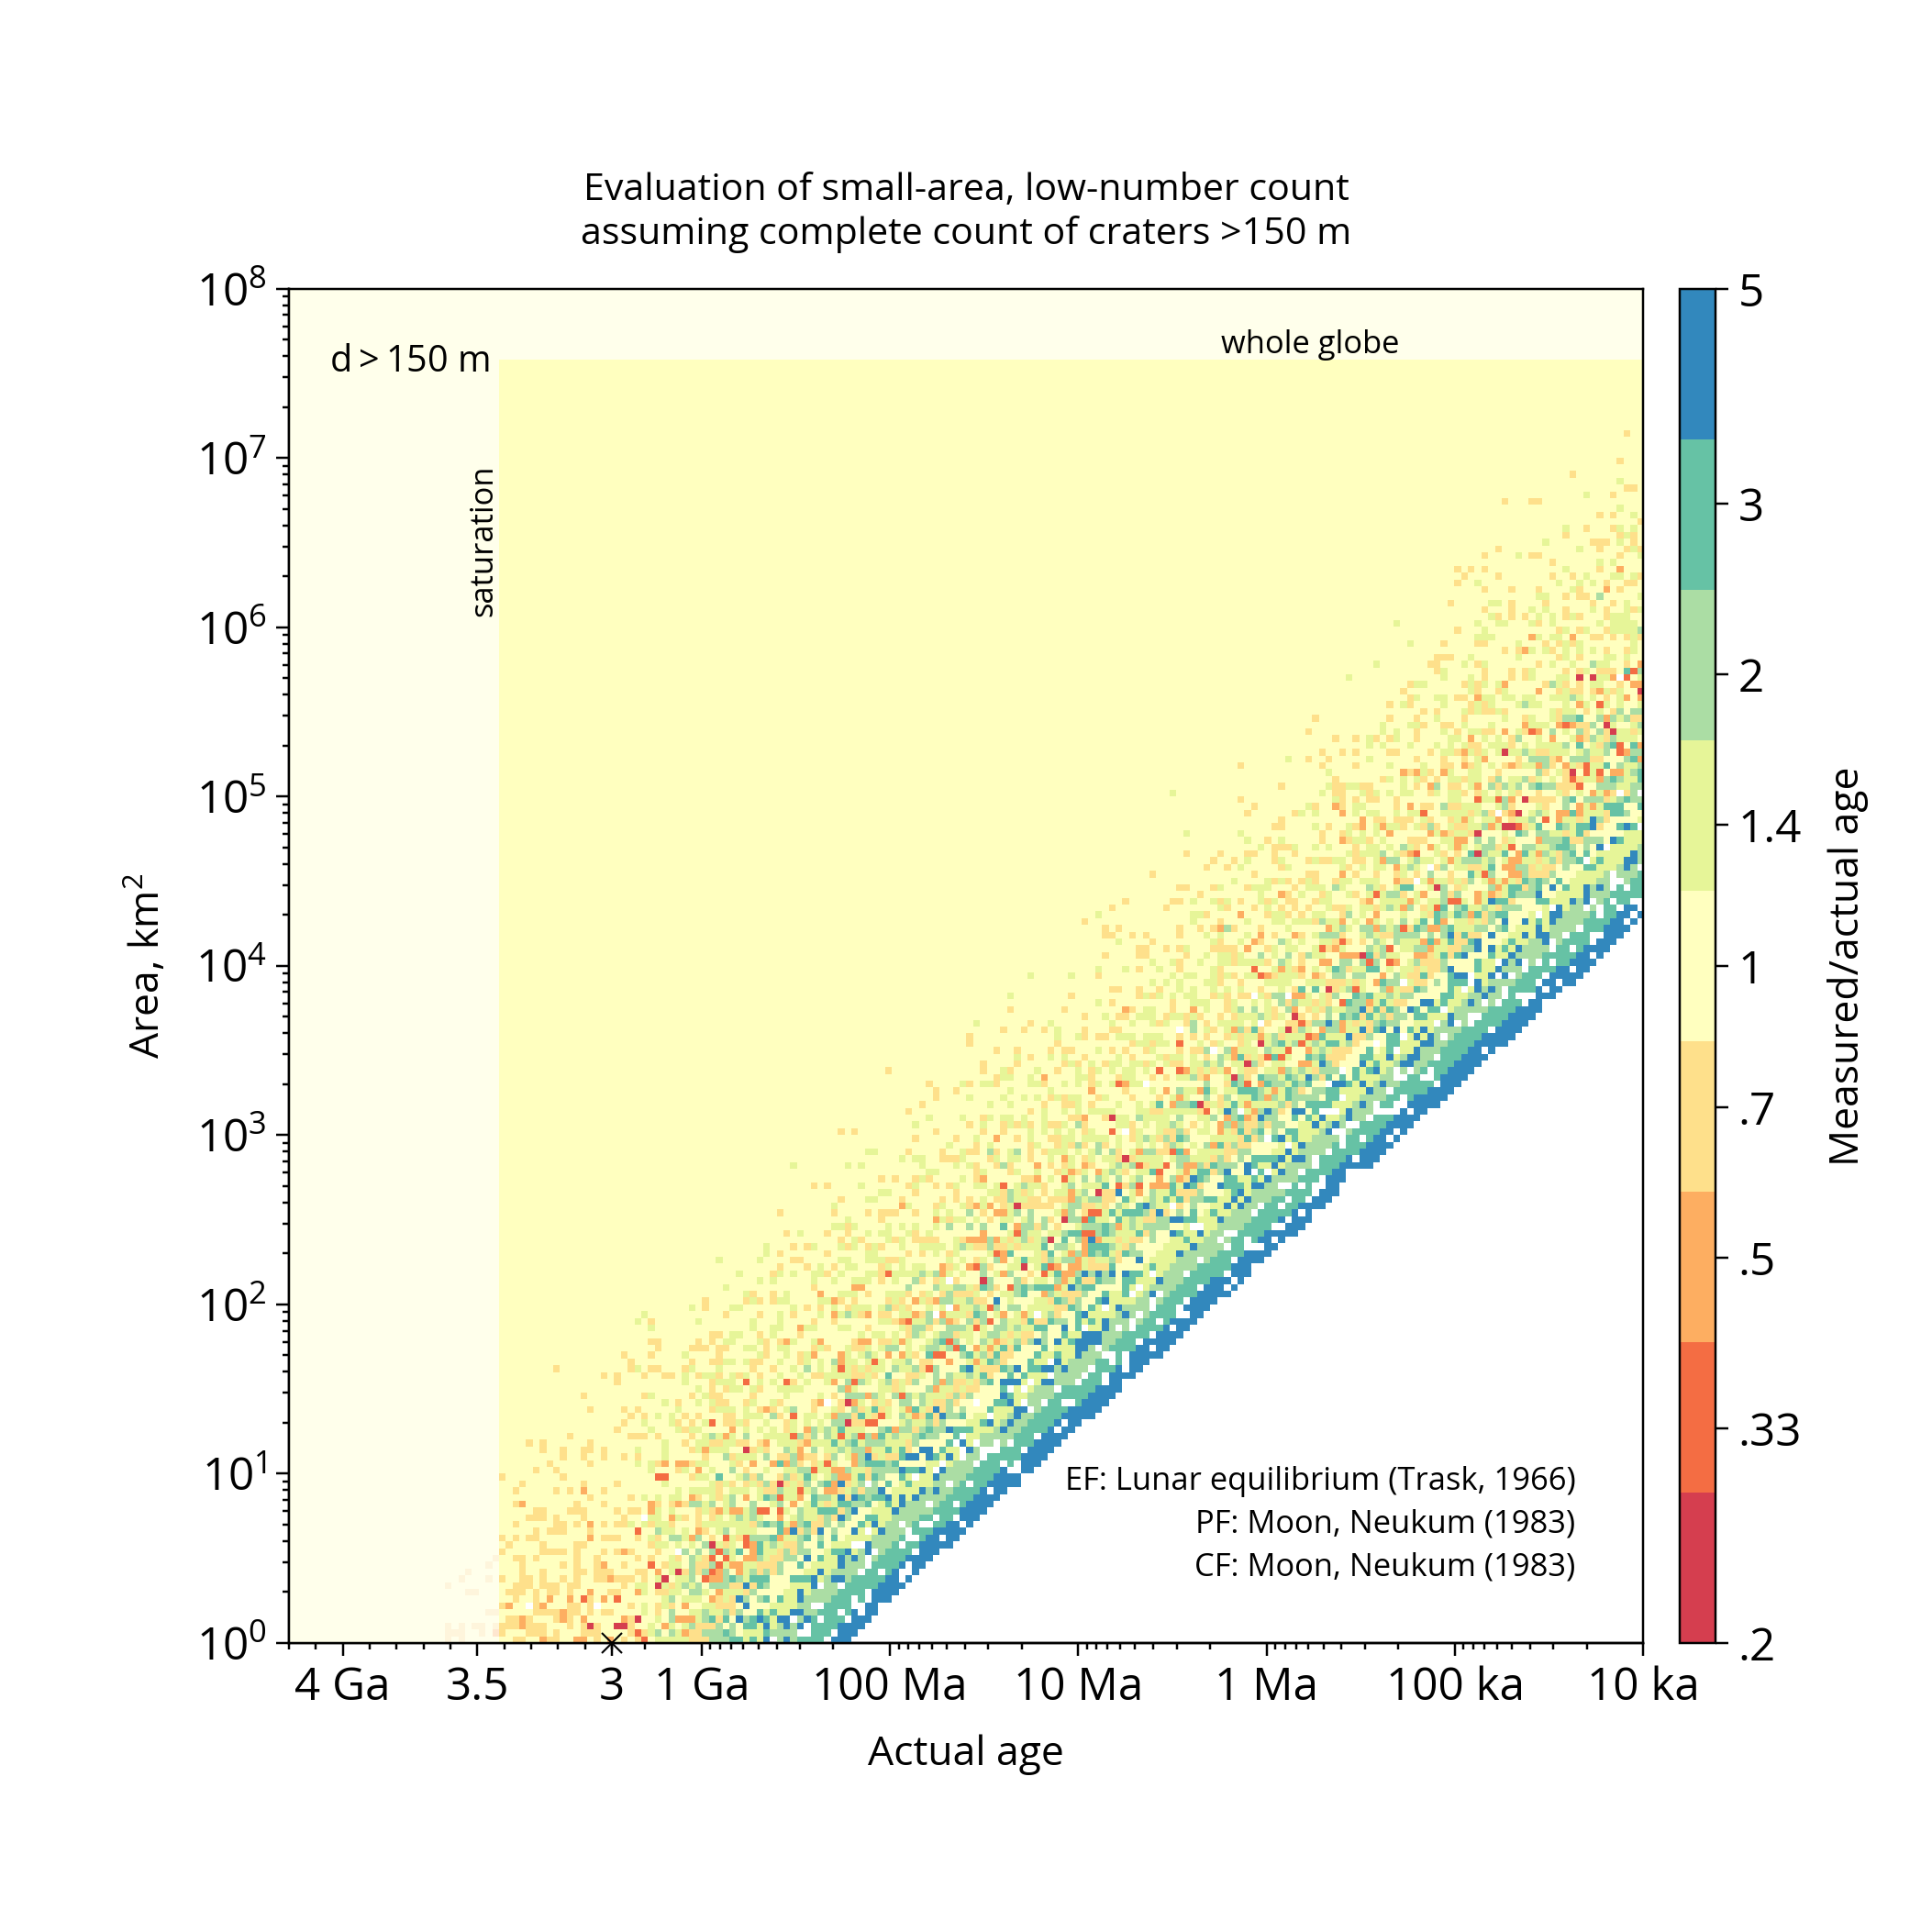 Evaluation of small-area, low-number count
assuming complete count of craters >150 m
10⁸
10⁷
10⁶
10⁵
10⁴
10³
10²
10¹
10⁰
Area, km²
d > 150 m
whole globe
saturation
EF: Lunar equilibrium (Trask, 1966)
PF: Moon, Neukum (1983)
CF: Moon, Neukum (1983)
4 Ga 3.5 3 1 Ga 100 Ma 10 Ma 1 Ma 100 ka 10 ka
Actual age
5
3
2
1.4
1
.7
.5
.33
.2
Measured/actual age